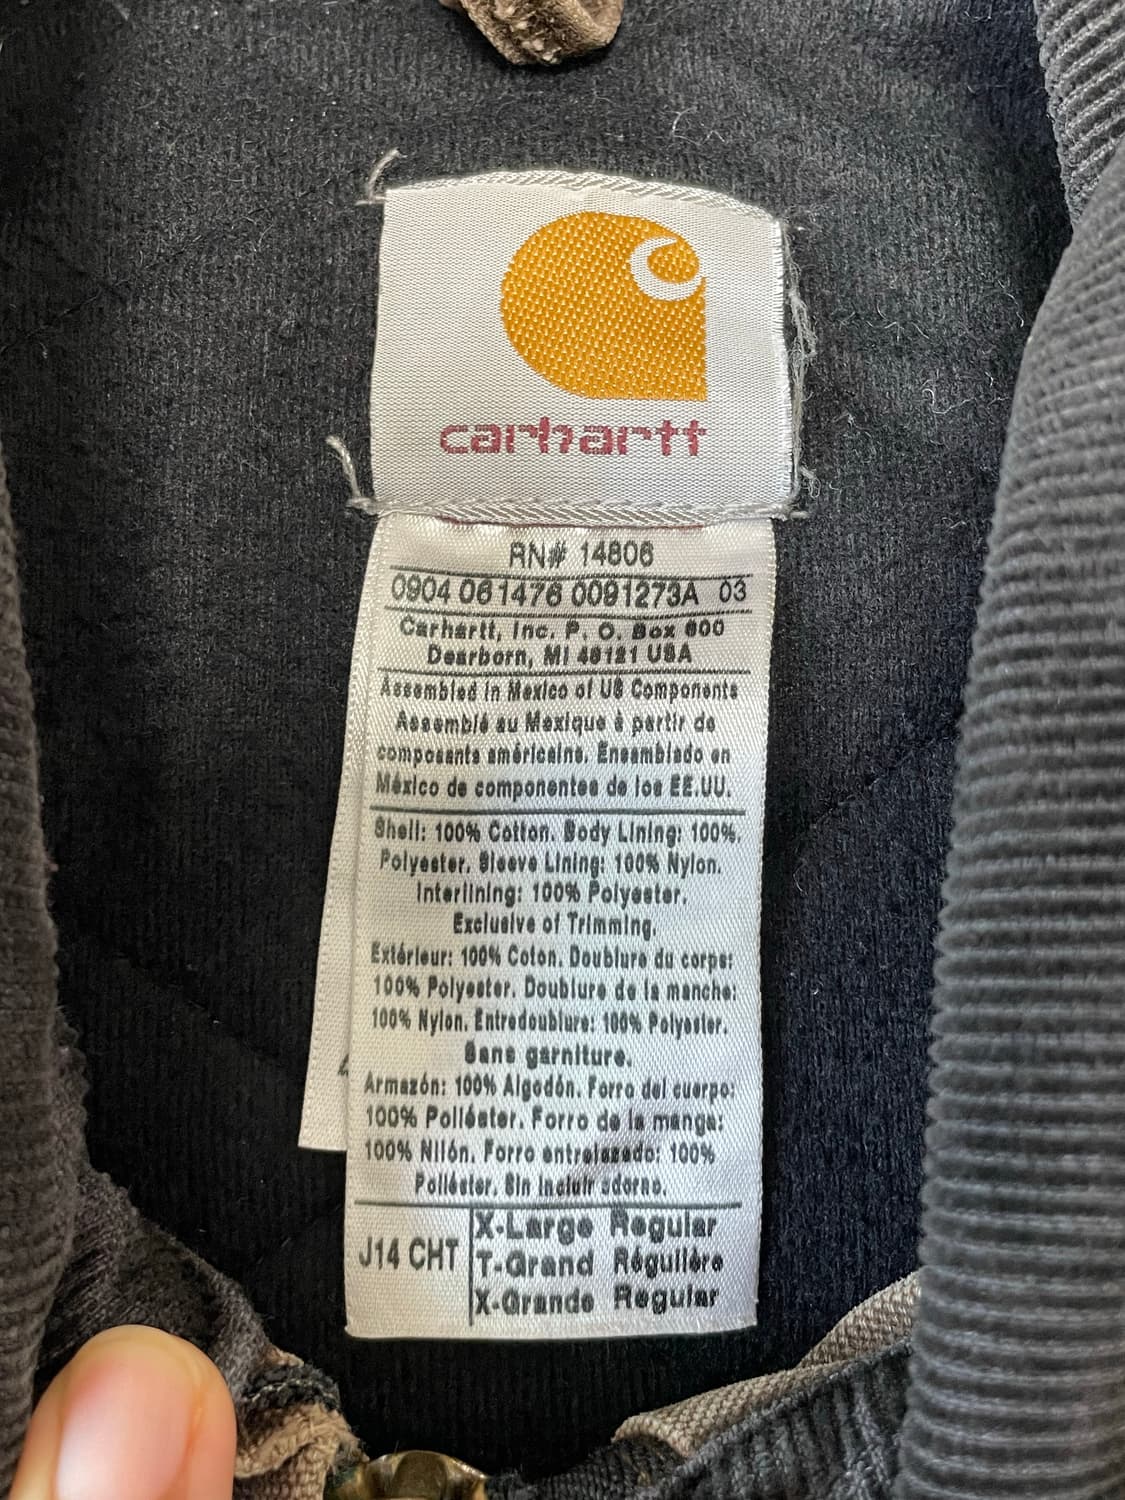 carhartt
RN# 14806
0904 061476 0091273A 03
Carhartt, Inc. P. O. Box 600
Dearborn, MI 48121 USA
Assembled in Mexico of US Components
Assemblé au Mexique à partir de
composants américains. Ensamblado en
México de componentes de los EE.UU.
Shell: 100% Cotton. Body Lining: 100%.
Polyester. Sleeve Lining: 100% Nylon.
Interlining: 100% Polyester.
Exclusive of Trimming.
Extérieur: 100% Coton. Doublure du corps:
100% Polyester. Doublure de la manche:
100% Nylon. Entredoublure: 100% Polyester.
Sans garniture.
Armazón: 100% Algodón. Forro del cuerpo:
100% Poliéster. Forro de la manga:
100% Nilón. Forro entrelazado: 100%
Poliéster. Sin incluir adorno.
J14 CHT
X-Large Regular
T-Grand Régulière
X-Grande Regular